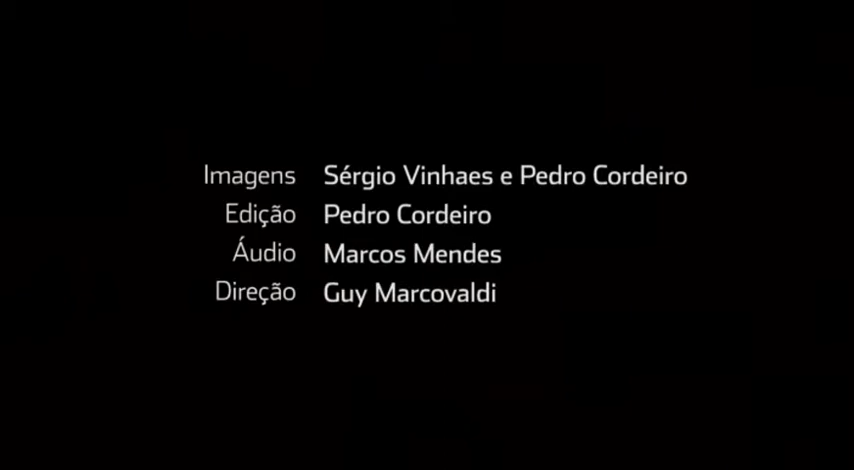 Imagens Sérgio Vinhaes e Pedro Cordeiro
Edição Pedro Cordeiro
Áudio Marcos Mendes
Direção Guy Marcovaldi